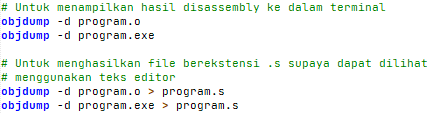 # Untuk menampilkan hasil disassembly ke dalam terminal
objdump -d program.o
objdump -d program.exe
# Untuk menghasilkan file berekstensi .s supaya dapat dilihat
# menggunakan teks editor
objdump -d program.o > program.s
objdump -d program.exe > program.s